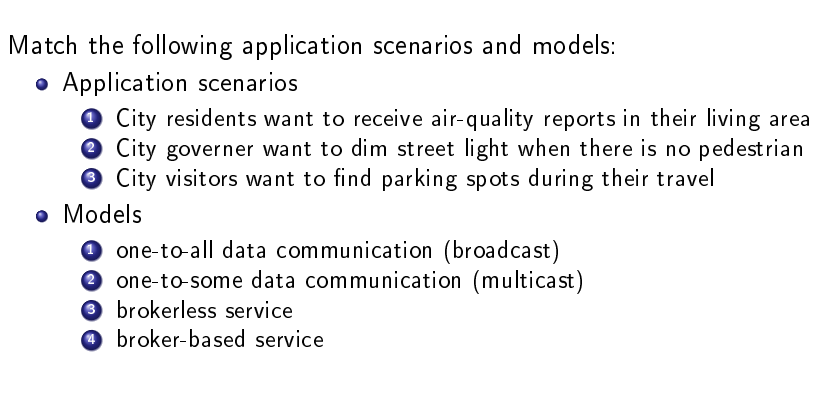 Match the following application scenarios and models:
Application scenarios
1 City residents want to receive air-quality reports in their living area
2 City governer want to dim street light when there is no pedestrian
3 City visitors want to find parking spots during their travel
Models
1 one-to-all data communication (broadcast)
2 one-to-some data communication (multicast)
3 brokerless service
4 broker-based service